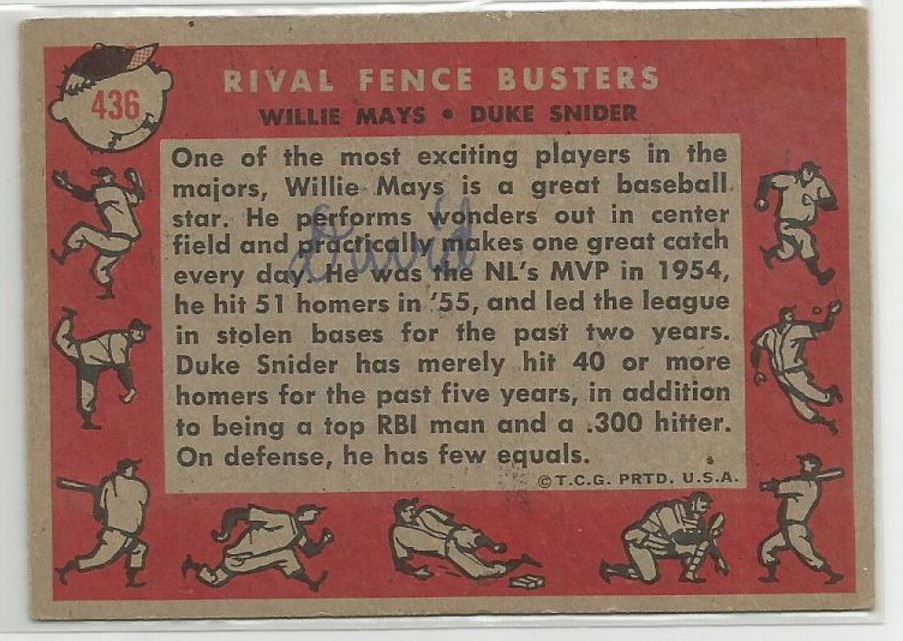 436
RIVAL FENCE BUSTERS
WILLIE MAYS • DUKE SNIDER
One of the most exciting players in the
majors, Willie Mays is a great baseball
star. He performs wonders out in center
field and practically makes one great catch
every day. He was the NL's MVP in 1954,
he hit 51 homers in '55, and led the league
in stolen bases for the past two years.
Duke Snider has merely hit 40 or more
homers for the past five years, in addition
to being a top RBI man and a .300 hitter.
On defense, he has few equals.
©T.C.G. PRTD. U.S.A.
David